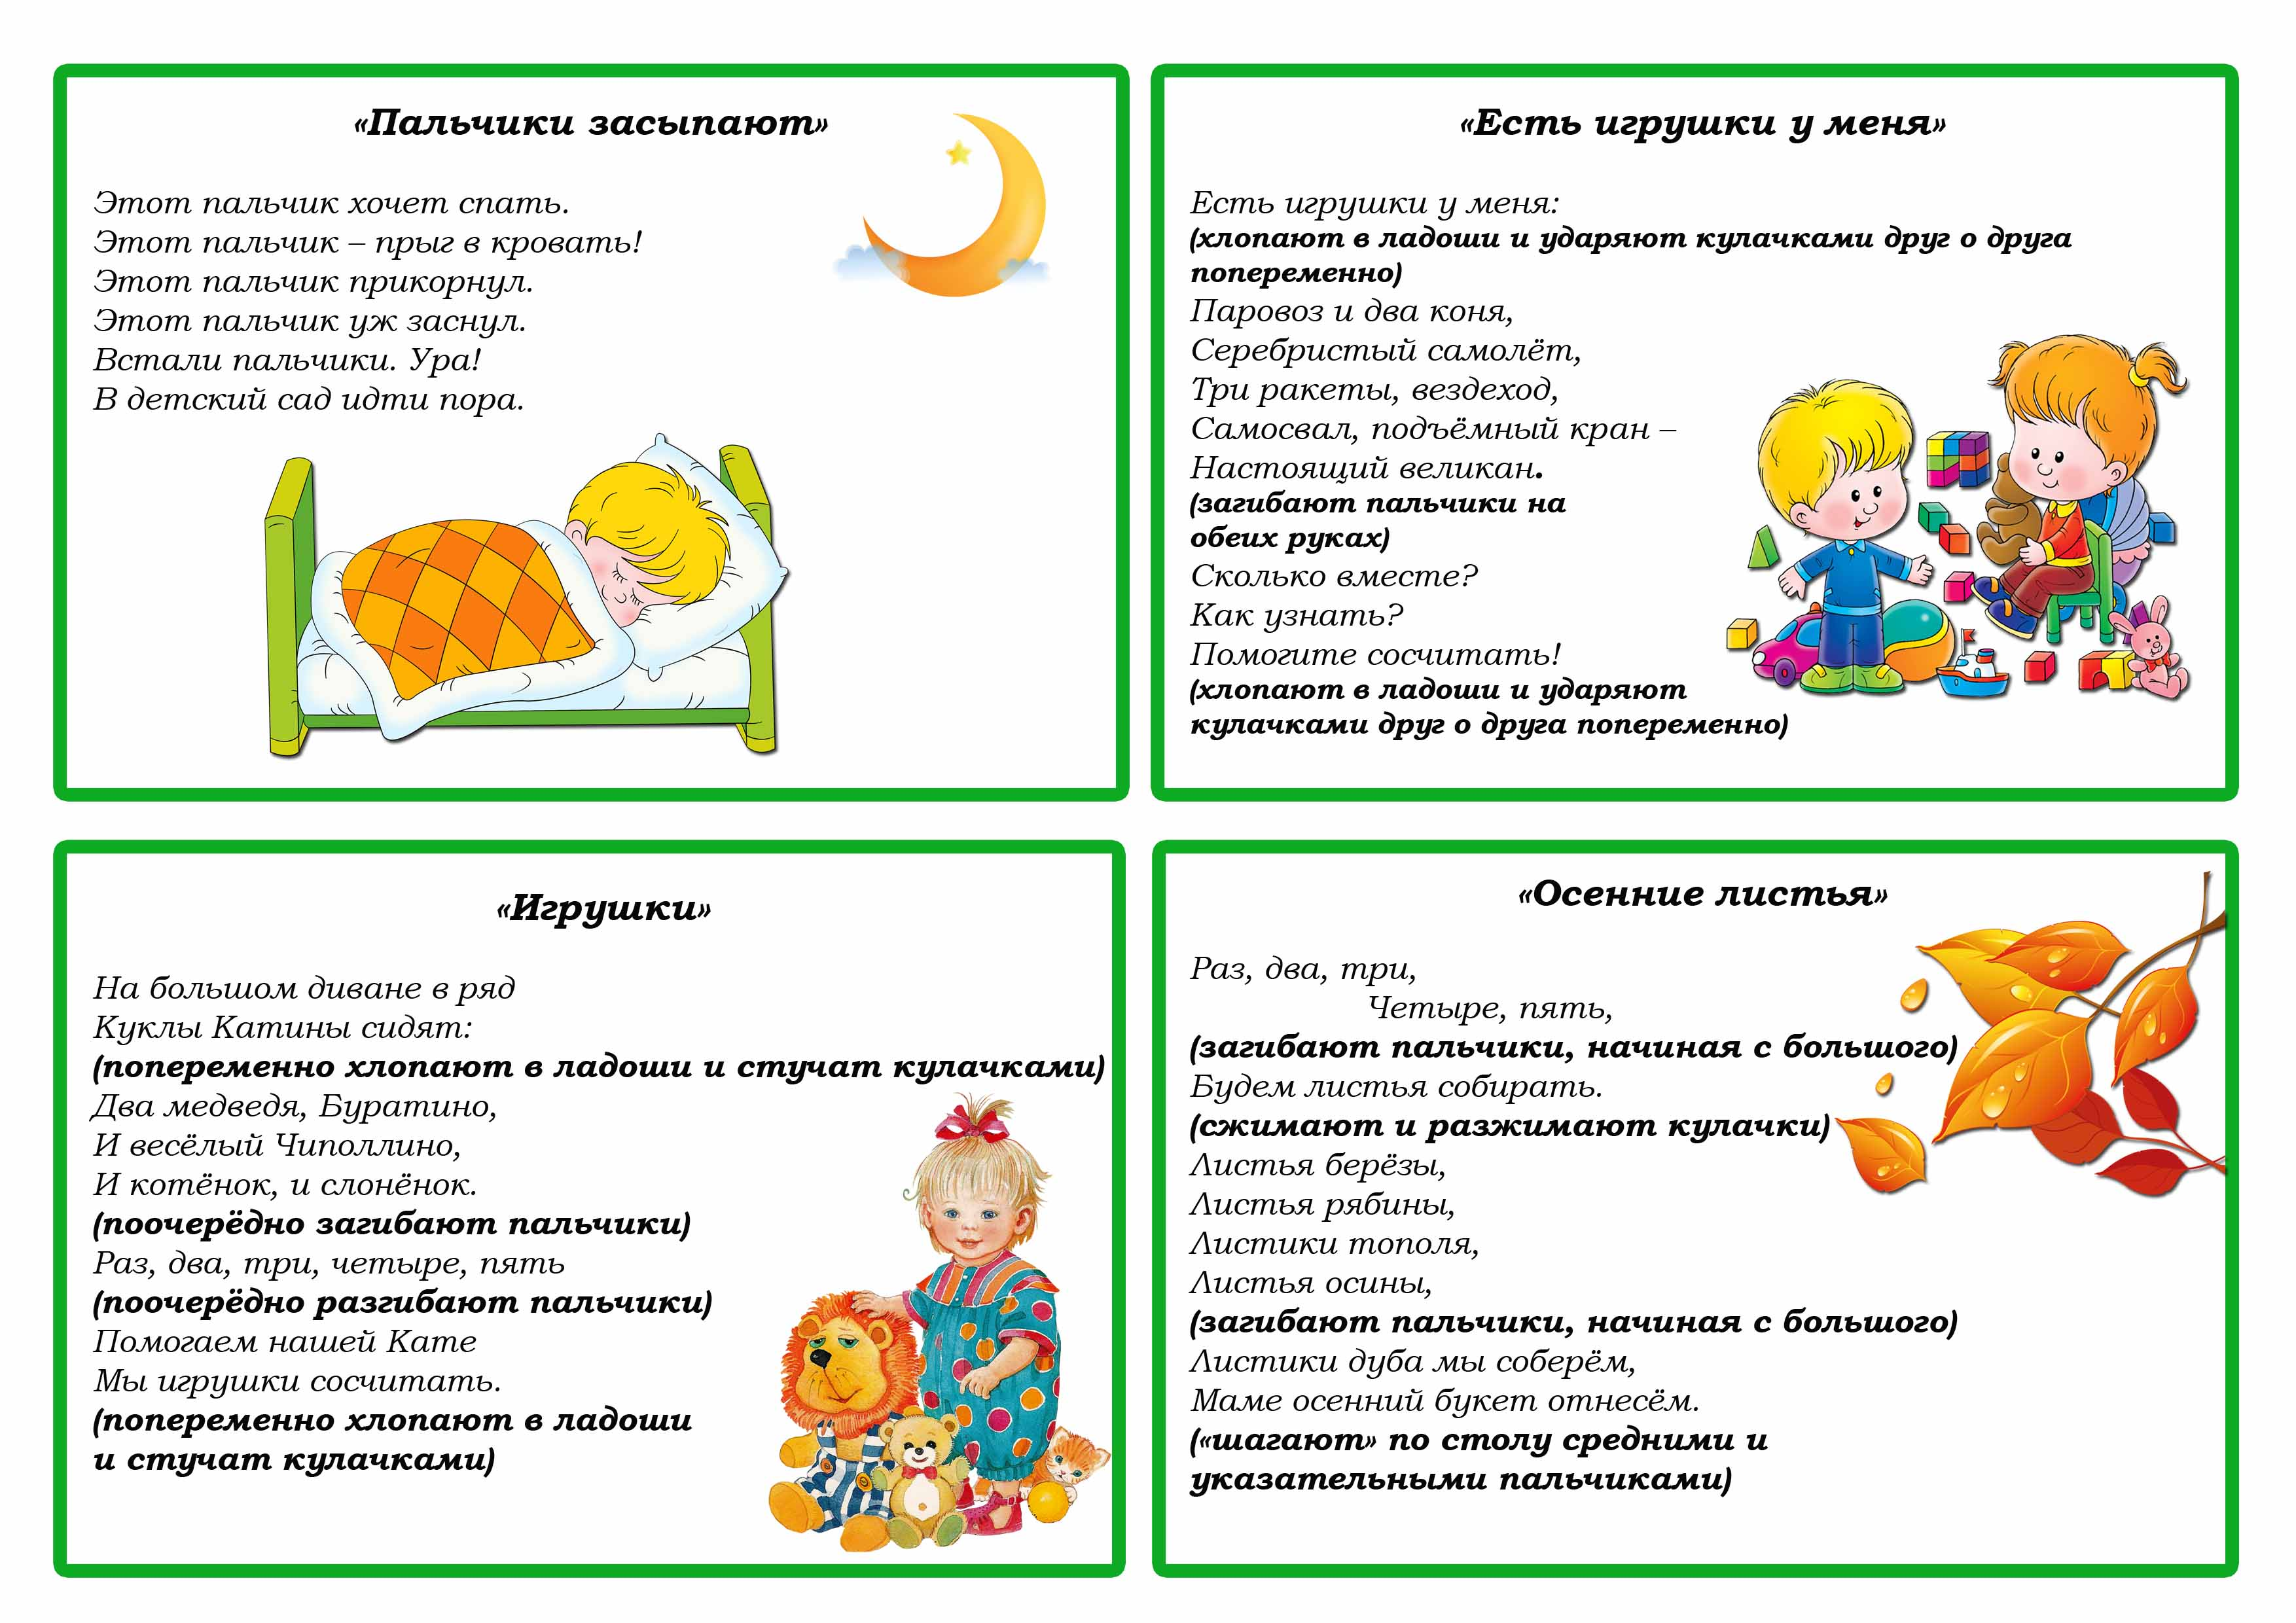 «Пальчики засыпают»
Этот пальчик хочет спать.
Этот пальчик – прыг в кровать!
Этот пальчик прикорнул.
Этот пальчик уж заснул.
Встали пальчики. Ура!
В детский сад идти пора.
«Есть игрушки у меня»
Есть игрушки у меня:
(хлопают в ладоши и ударяют кулачками друг о друга
попеременно)
Паровоз и два коня,
Серебристый самолёт,
Три ракеты, вездеход,
Самосвал, подъёмный кран –
Настоящий великан.
(загибают пальчики на
обеих руках)
Сколько вместе?
Как узнать?
Помогите сосчитать!
(хлопают в ладоши и ударяют
кулачками друг о друга попеременно)
«Игрушки»
На большом диване в ряд
Куклы Катины сидят:
(попеременно хлопают в ладоши и стучат кулачками)
Два медведя, Буратино,
И весёлый Чиполлино,
И котёнок, и слонёнок.
(поочерёдно загибают пальчики)
Раз, два, три, четыре, пять
(поочерёдно разгибают пальчики)
Помогаем нашей Кате
Мы игрушки сосчитать.
(попеременно хлопают в ладоши
и стучат кулачками)
«Осенние листья»
Раз, два, три,
Четыре, пять,
(загибают пальчики, начиная с большого)
Будем листья собирать.
(сжимают и разжимают кулачки)
Листья берёзы,
Листья рябины,
Листики тополя,
Листья осины,
(загибают пальчики, начиная с большого)
Листики дуба мы соберём,
Маме осенний букет отнесём.
(«шагают» по столу средними и
указательными пальчиками)